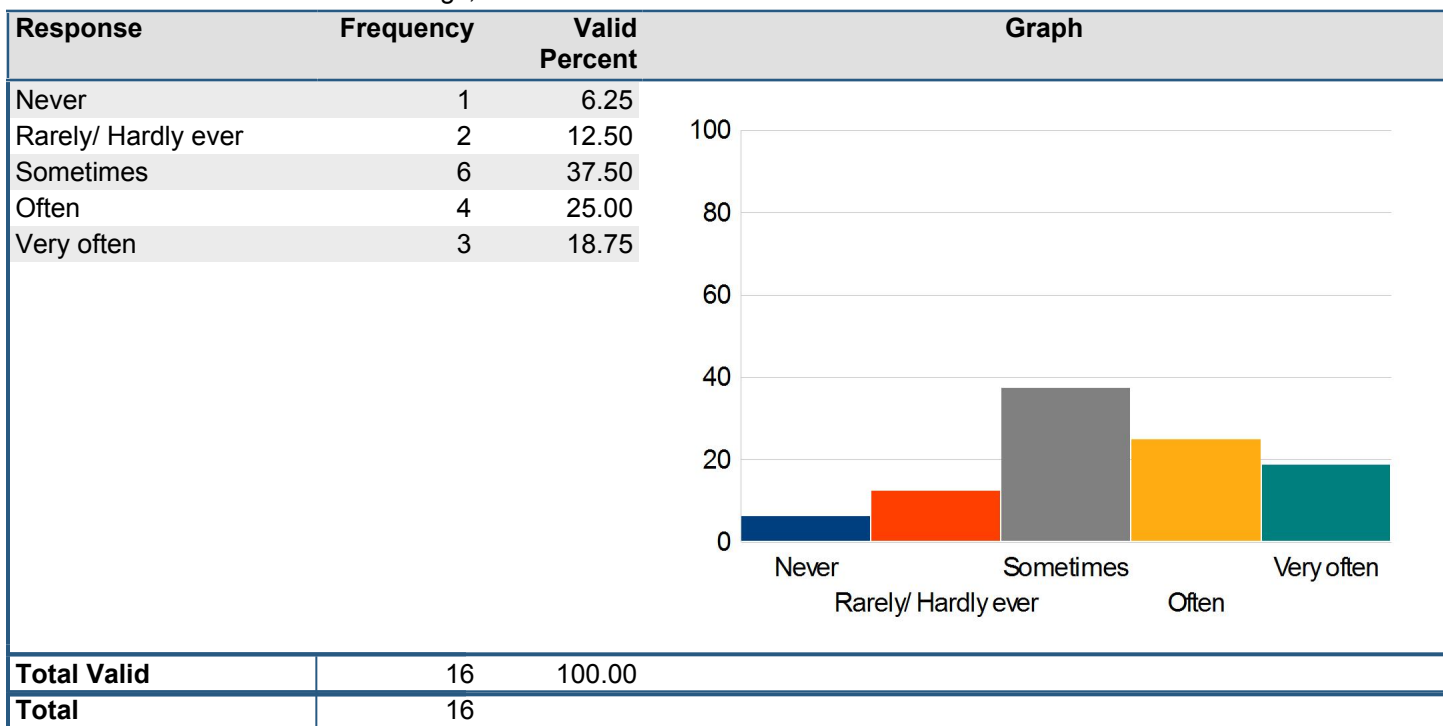 Response Frequency Valid Percent Graph
Never 1 6.25
Rarely/ Hardly ever 2 12.50
Sometimes 6 37.50
Often 4 25.00
Very often 3 18.75
100
80
60
40
20
0
Never Sometimes Very often
Rarely/ Hardly ever Often
Total Valid 16 100.00
Total 16